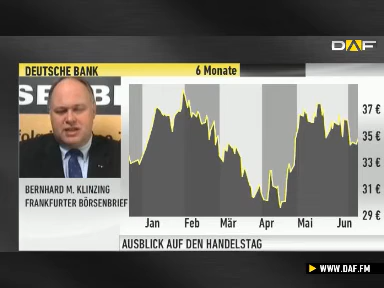 DAF
DEUTSCHE BANK 6 Monate
BERNHARD M. KLINZING
FRANKFURTER BÖRSENBRIEF
37 €
35 €
33 €
31 €
29 €
Jan Feb Mär Apr Mai Jun
AUSBLICK AUF DEN HANDELSTAG
WWW.DAF.FM